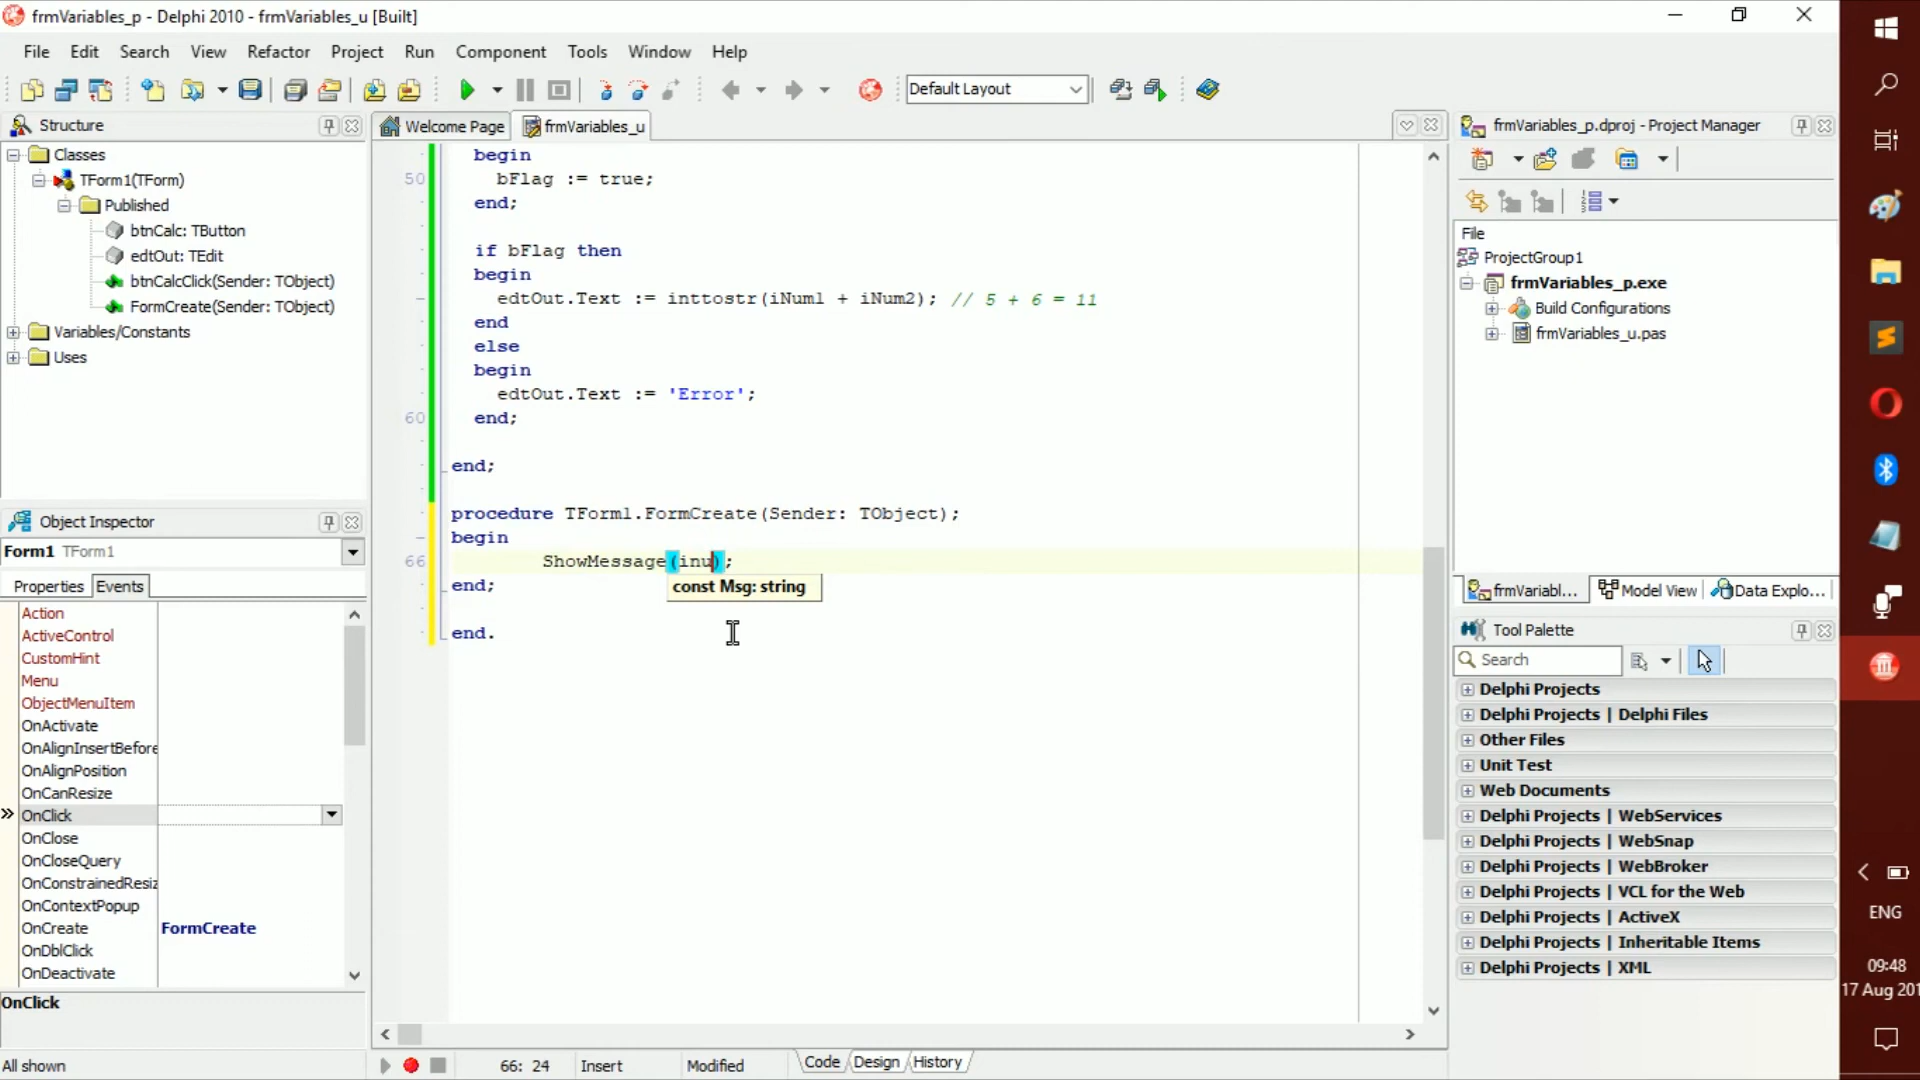 frmVariables_p - Delphi 2010 - frmVariables_u [Built]
File Edit Search View Refactor Project Run Component Tools Window Help
Default Layout
Structure
Classes
TForm1(TForm)
Published
btnCalc: TButton
edtOut: TEdit
btnCalcClick(Sender: TObject)
FormCreate(Sender: TObject)
Variables/Constants
Uses
Object Inspector
Form1 TForm1
Properties Events
Action
ActiveControl
CustomHint
Menu
ObjectMenuItem
OnActivate
OnAlignInsertBefore
OnAlignPosition
OnCanResize
OnClick
OnClose
OnCloseQuery
OnConstrainedResiz
OnContextPopup
OnCreate FormCreate
OnDblClick
OnDeactivate
OnClick
All shown
Welcome Page frmVariables_u
begin
50 bFlag := true;
end;
if bFlag then
begin
edtOut.Text := inttostr(iNum1 + iNum2); // 5 + 6 = 11
end
else
begin
edtOut.Text := 'Error';
60 end;
end;
procedure TForm1.FormCreate(Sender: TObject);
begin
66 ShowMessage(inu);
end;
const Msg: string
end.
66: 24 Insert Modified Code Design History
frmVariables_p.dproj - Project Manager
File
ProjectGroup1
frmVariables_p.exe
Build Configurations
frmVariables_u.pas
frmVariabl... Model View Data Explo...
Tool Palette
Search
Delphi Projects
Delphi Projects | Delphi Files
Other Files
Unit Test
Web Documents
Delphi Projects | WebServices
Delphi Projects | WebSnap
Delphi Projects | WebBroker
Delphi Projects | VCL for the Web
Delphi Projects | ActiveX
Delphi Projects | Inheritable Items
Delphi Projects | XML
ENG
09:48
17 Aug 201